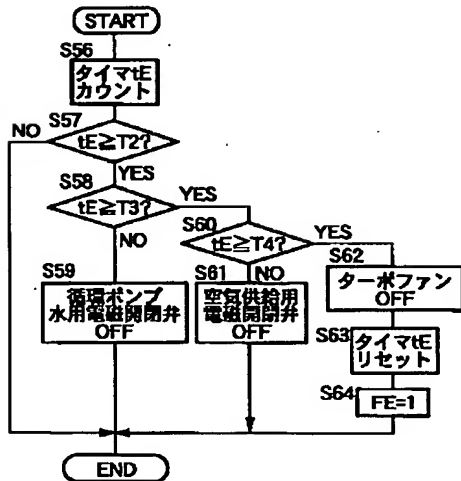 START
S56
タイマtE
カウント
S57
NO
tE≧T2?
YES
S58
tE≧T3?
YES
NO
S60
tE≧T4?
YES
NO
S59
循環ポンプ
水用電磁開閉弁
OFF
S61
空気供給用
電磁開閉弁
OFF
S62
ターボファン
OFF
S63
タイマtE
リセット
S64
FE=1
END